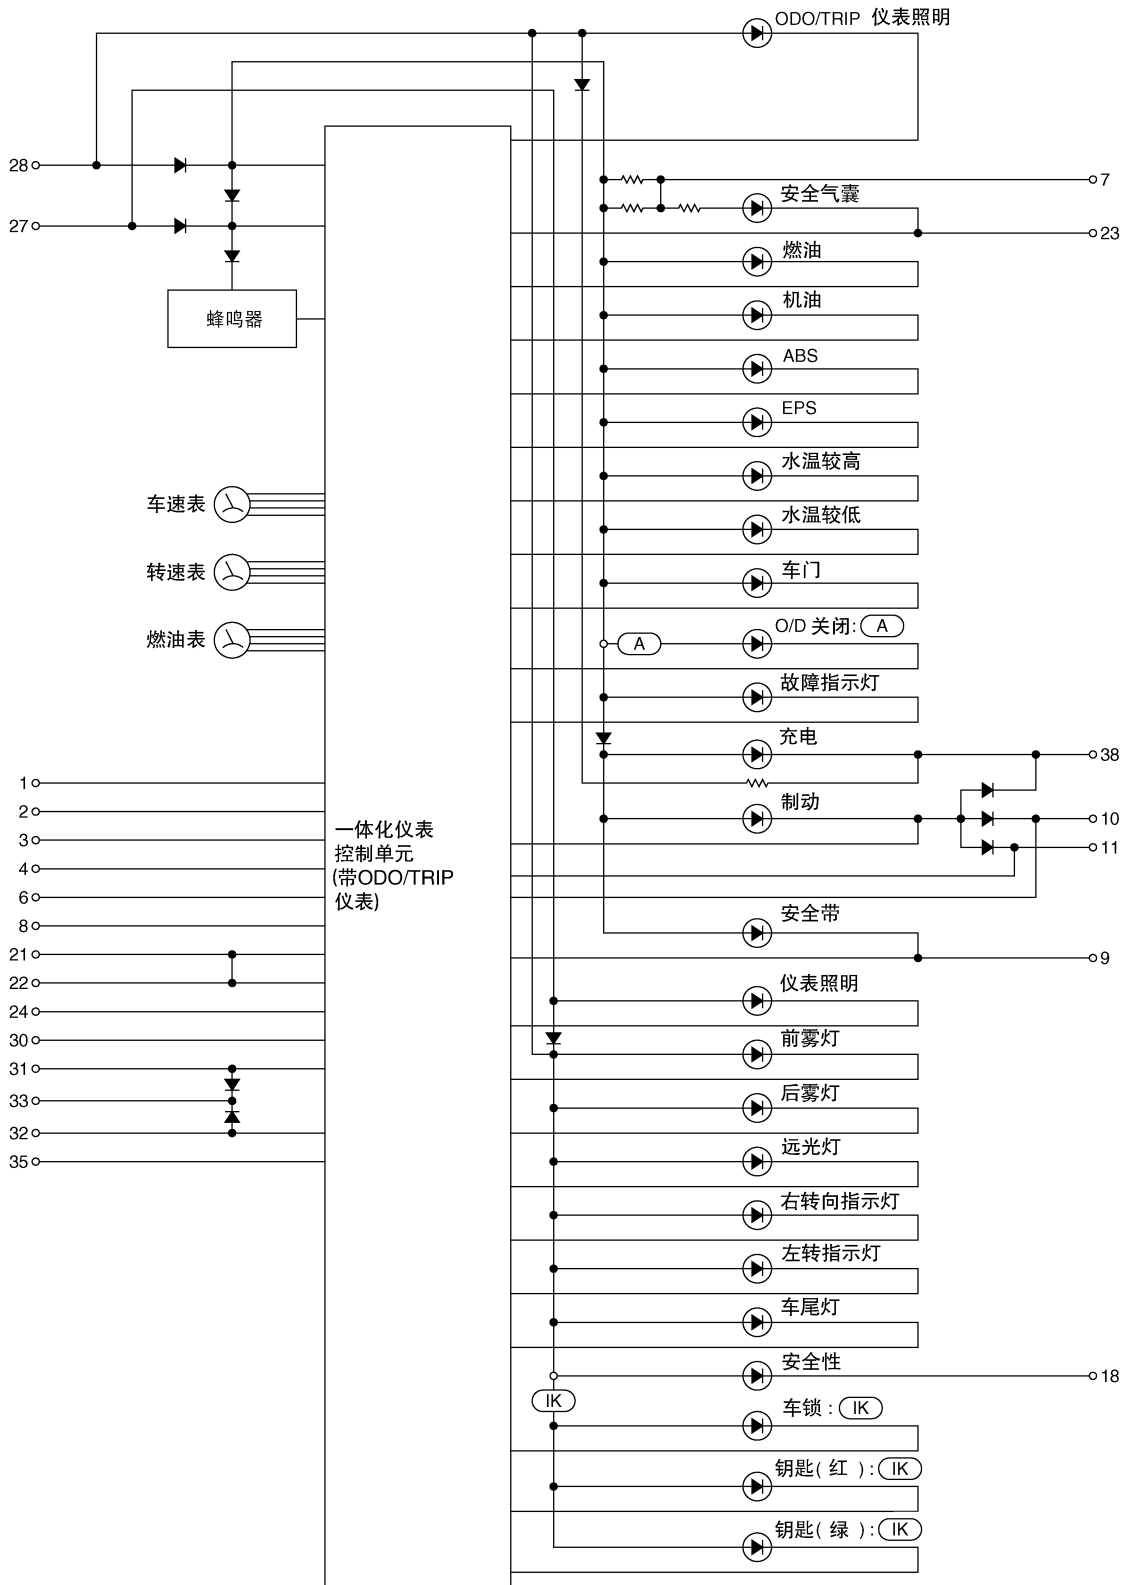 ODO/TRIP 仪表照明
28
7
安全气囊
27
23
燃油
机油
蜂鸣器
ABS
EPS
水温较高
车速表
水温较低
转速表
车门
O/D 关闭: A
A
燃油表
故障指示灯
充电
38
1
制动
2
10
一体化仪表
控制单元
(带ODO/TRIP
仪表)
3
11
4
6
安全带
8
21
9
22
仪表照明
24
前雾灯
30
31
后雾灯
33
32
远光灯
35
右转向指示灯
左转指示灯
车尾灯
安全性
18
IK
车锁 : IK
钥匙( 红 ) : IK
钥匙( 绿 ) : IK